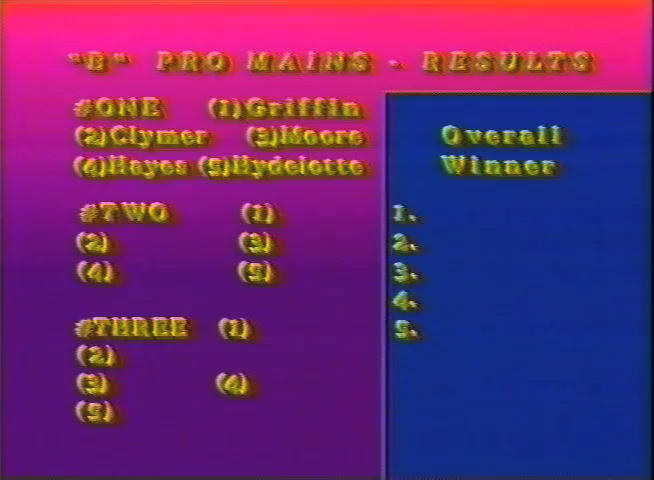 "B" PRO MAINS - RESULTS
#ONE (1)Griffin
(2)Clymer (3)Moore
(4)Hayes (5)Hydelotte
#TWO (1)
(2) (3)
(4) (5)
#THREE (1)
(2)
(3) (4)
(5)
Overall
Winner
1.
2.
3.
4.
5.